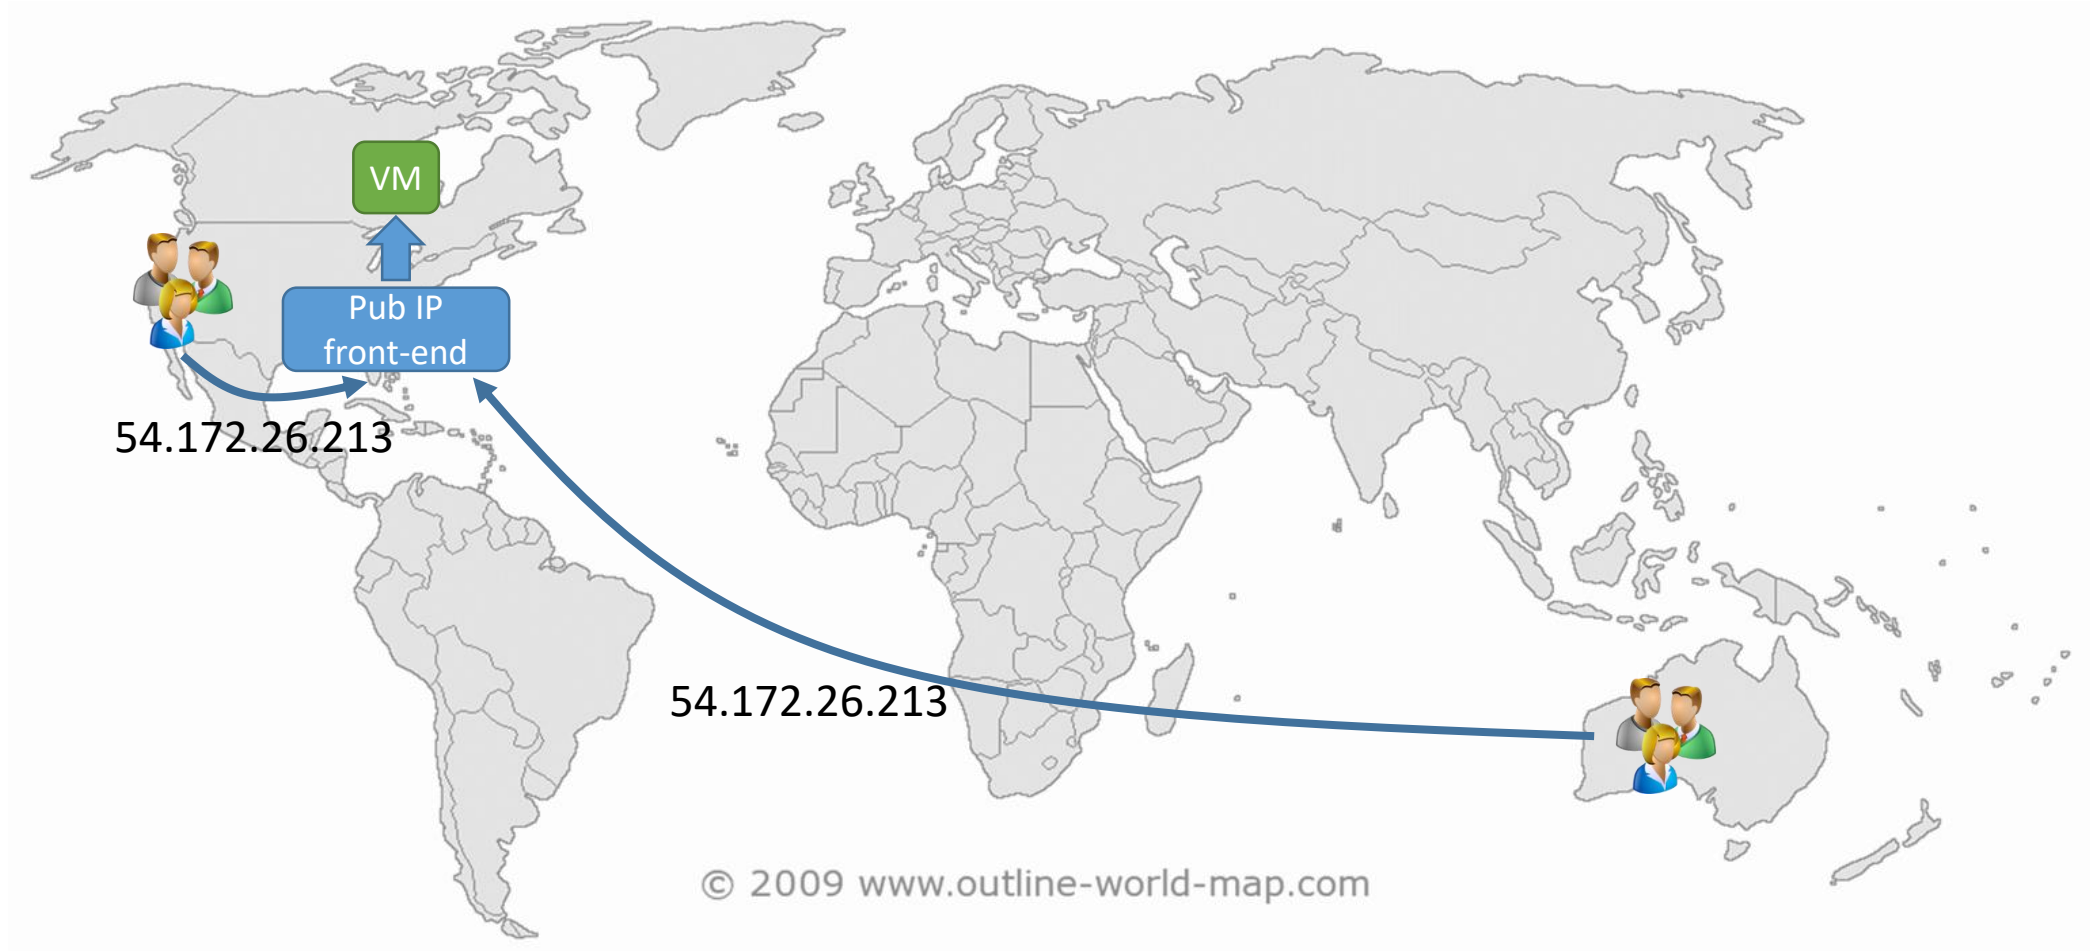 VM
Pub IP
front-end
54.172.26.213
54.172.26.213
© 2009 www.outline-world-map.com